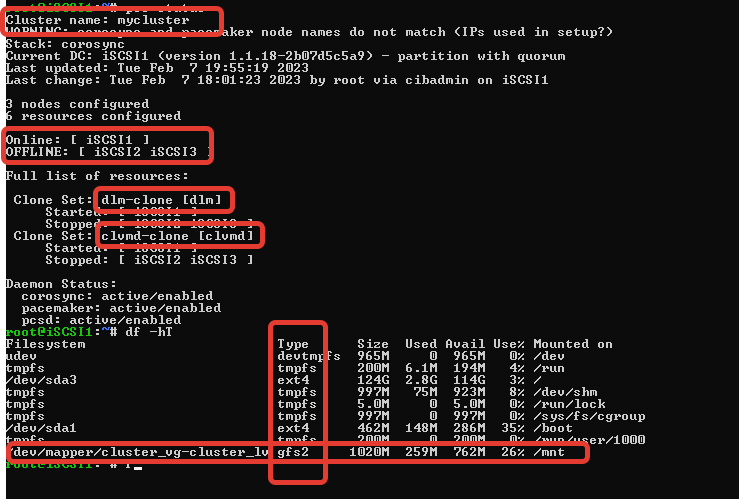 Cluster name: mycluster
WARNING: corosync and pacemaker node names do not match (IPs used in setup?)
Stack: corosync
Current DC: iSCSI1 (version 1.1.18-2b07d5c5a9) - partition with quorum
Last updated: Tue Feb  7 19:55:19 2023
Last change: Tue Feb  7 18:01:23 2023 by root via cibadmin on iSCSI1

3 nodes configured
6 resources configured

Online: [ iSCSI1 ]
OFFLINE: [ iSCSI2 iSCSI3 ]

Full list of resources:

 Clone Set: dlm-clone [dlm]
     Started: [ iSCSI1 ]
     Stopped: [ iSCSI2 iSCSI3 ]
 Clone Set: clvmd-clone [clvmd]
     Started: [ iSCSI1 ]
     Stopped: [ iSCSI2 iSCSI3 ]

Daemon Status:
  corosync: active/enabled
  pacemaker: active/enabled
  pcsd: active/enabled
root@iSCSI1:~# df -hT
Filesystem                        Type      Size  Used Avail Use% Mounted on
udev                              devtmpfs  965M     0  965M   0% /dev
tmpfs                             tmpfs     200M  6.1M  194M   4% /run
/dev/sda3                         ext4      124G  2.8G  114G   3% /
tmpfs                             tmpfs     997M   75M  923M   8% /dev/shm
tmpfs                             tmpfs     5.0M     0  5.0M   0% /run/lock
tmpfs                             tmpfs     997M     0  997M   0% /sys/fs/cgroup
/dev/sda1                         ext4      462M  148M  286M  35% /boot
tmpfs                             tmpfs     200M     0  200M   0% /run/user/1000
/dev/mapper/cluster_vg-cluster_lv gfs2     1020M  259M  762M  26% /mnt
root@iSCSI1:~#